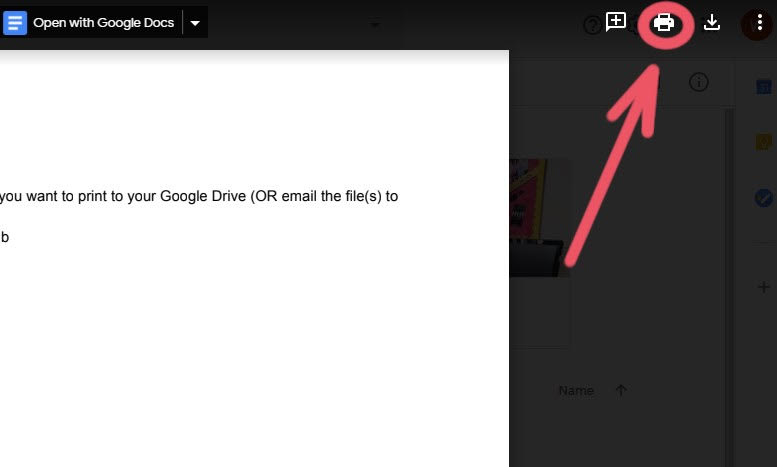 Open with Google Docs
you want to print to your Google Drive (OR email the file(s) to
b
Name